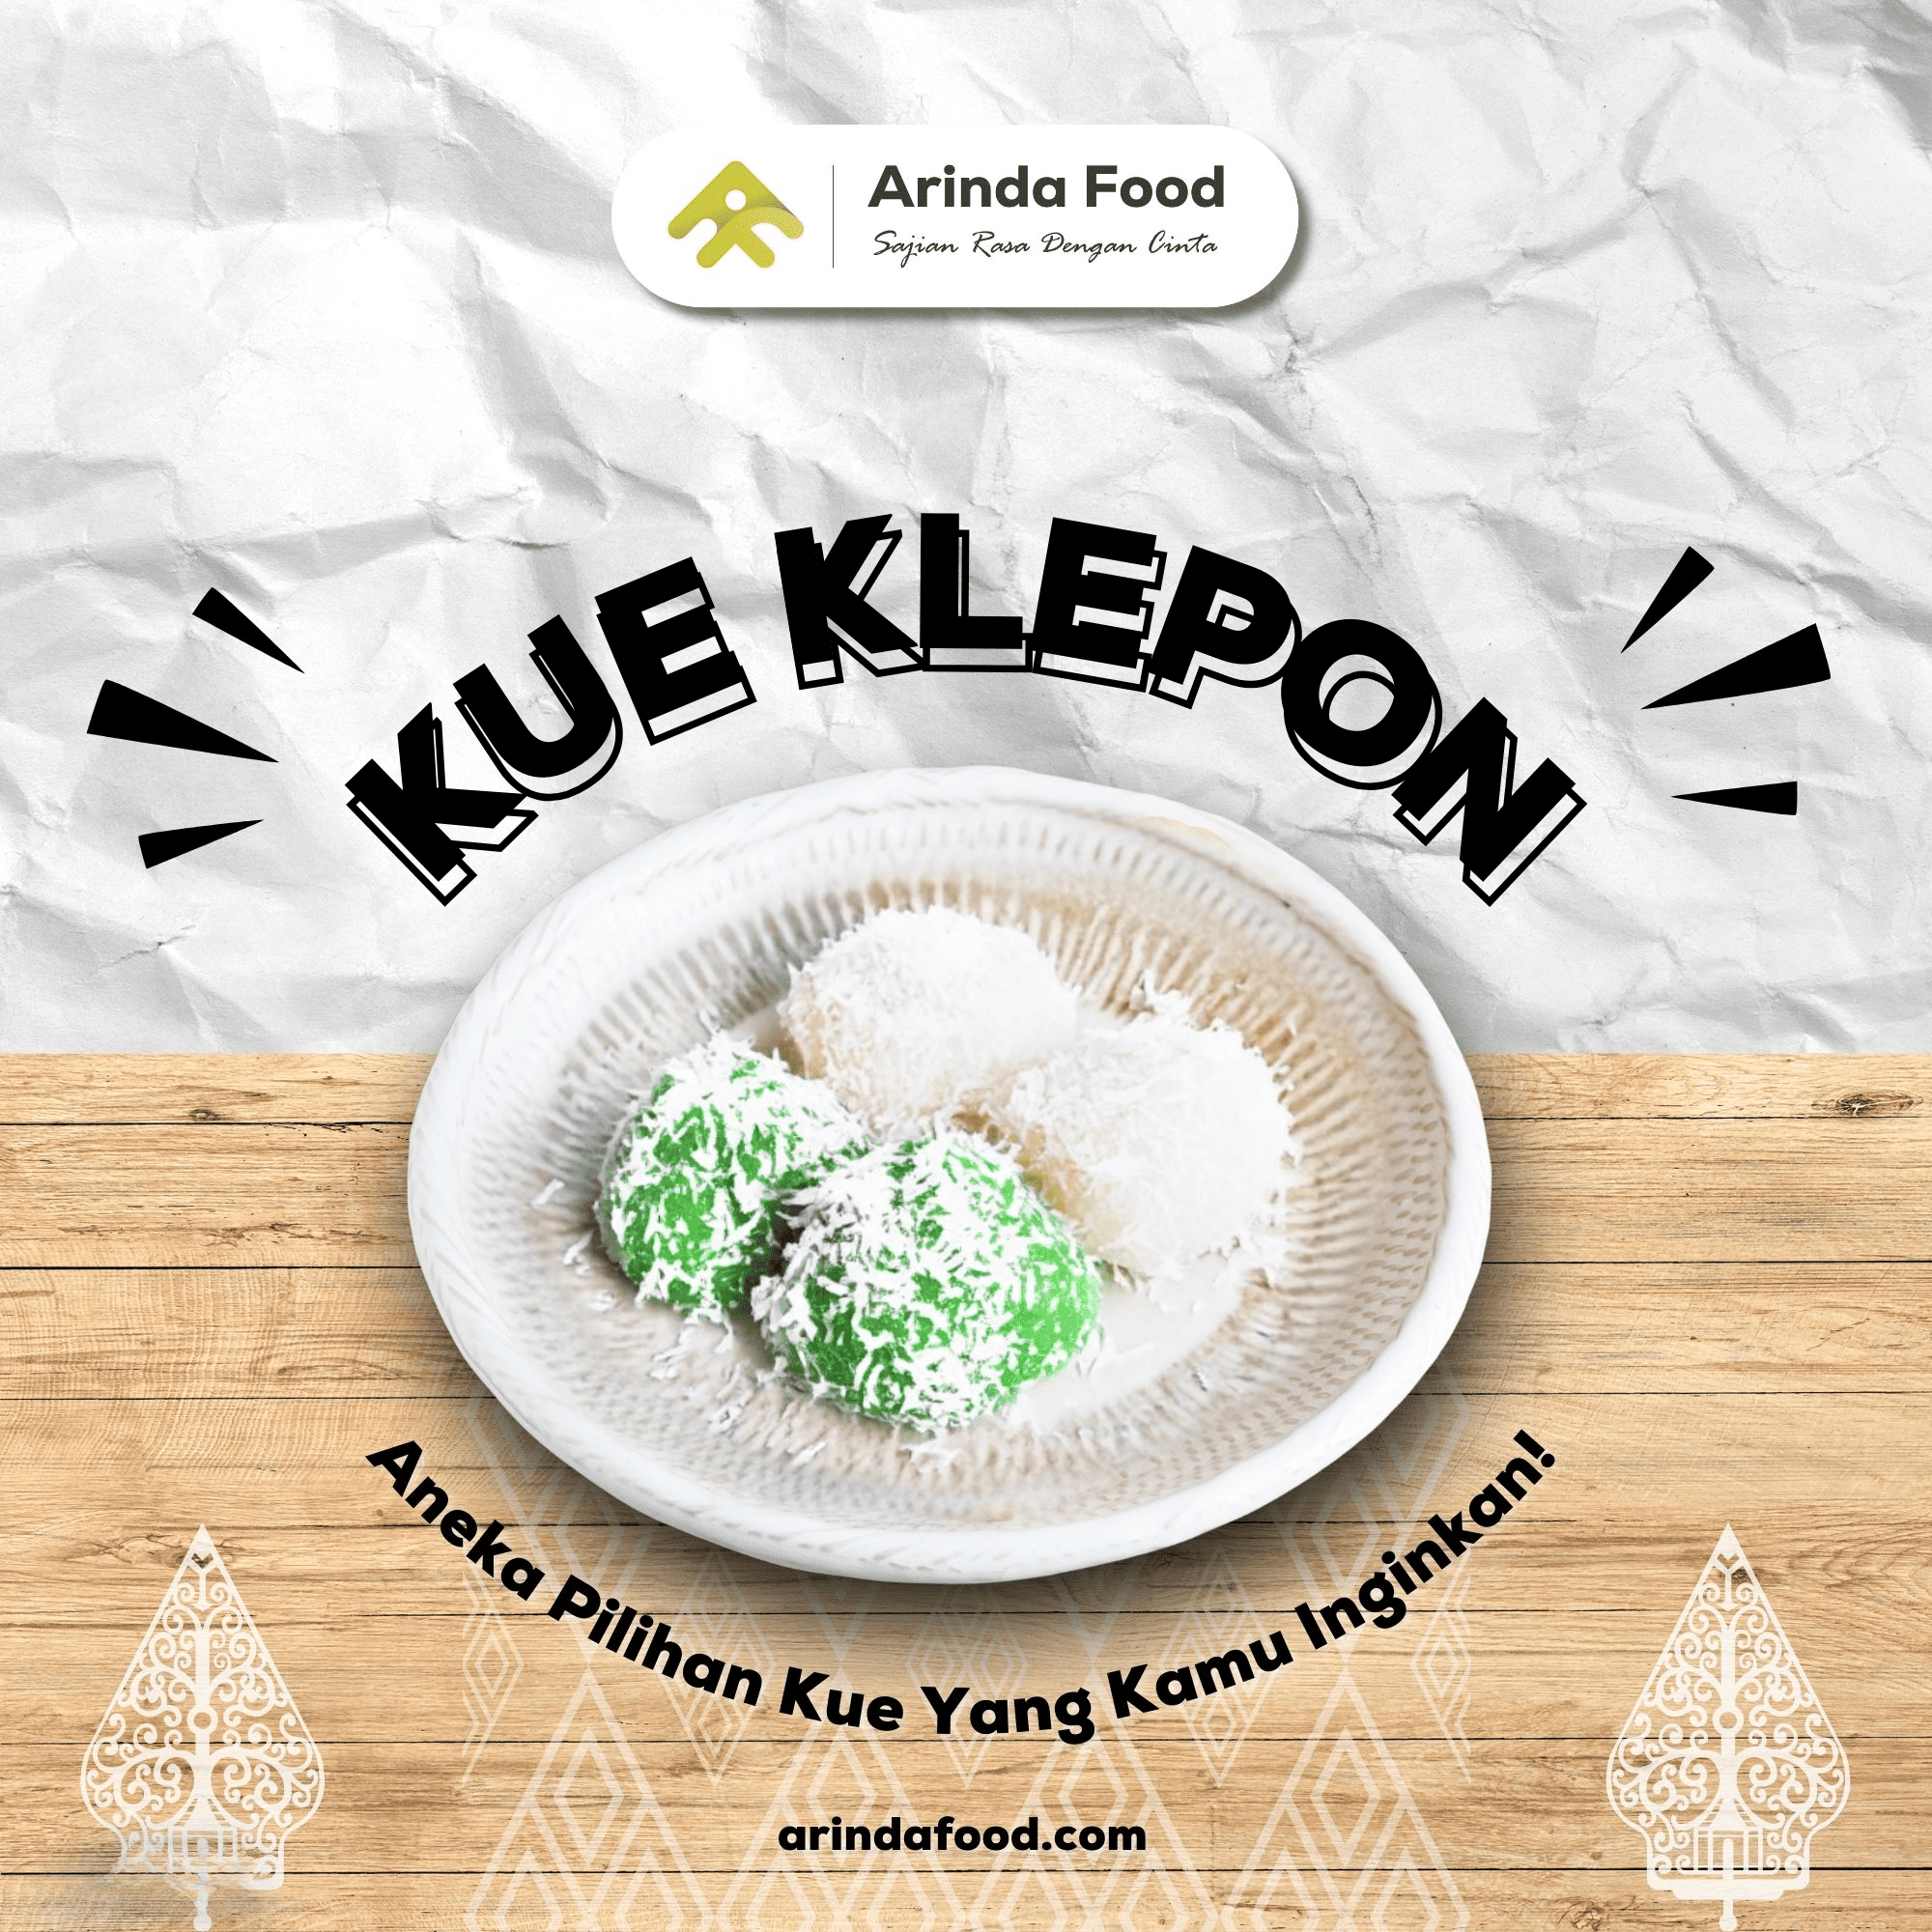 Arinda Food
Sajian Rasa Dengan Cinta
KUE KLEPON
Aneka Pilihan Kue Yang Kamu Inginkan!
arindafood.com